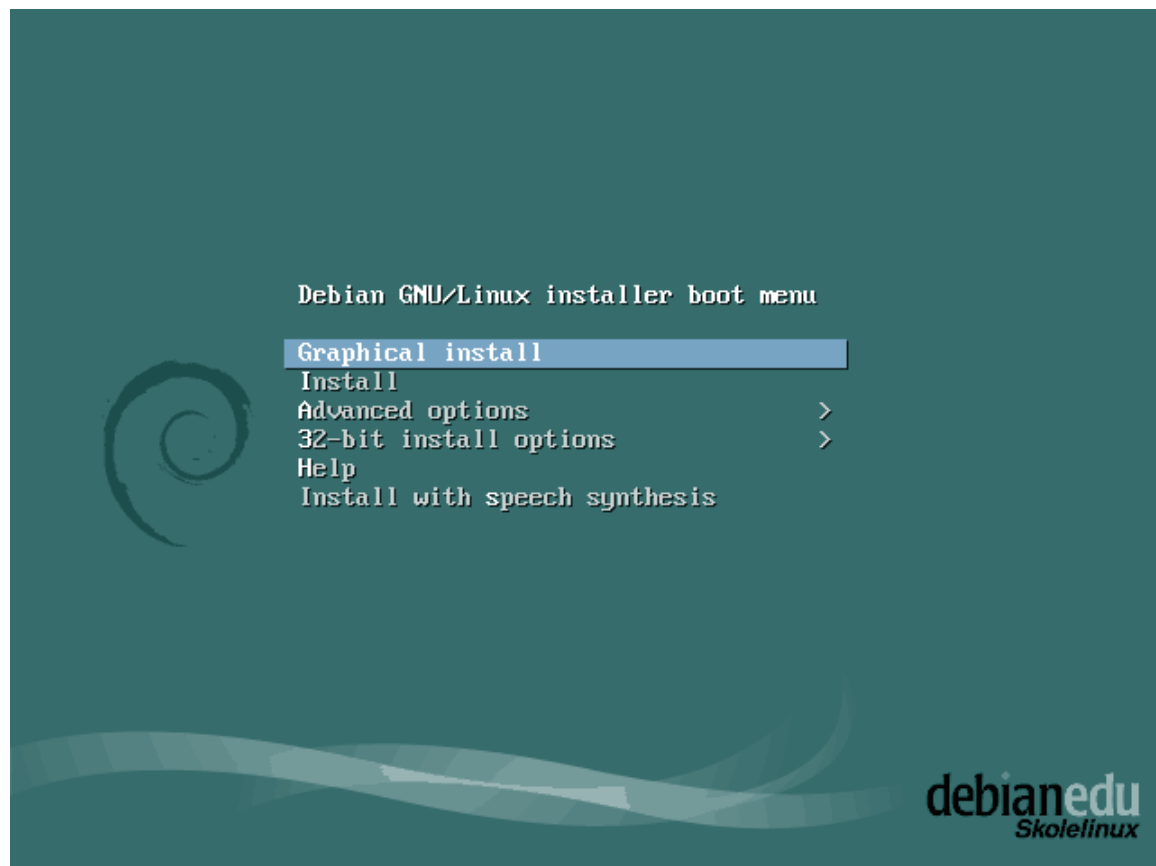 Debian GNU/Linux installer boot menu
Graphical install
Install
Advanced options >
32-bit install options >
Help
Install with speech synthesis
debianedu
Skolelinux